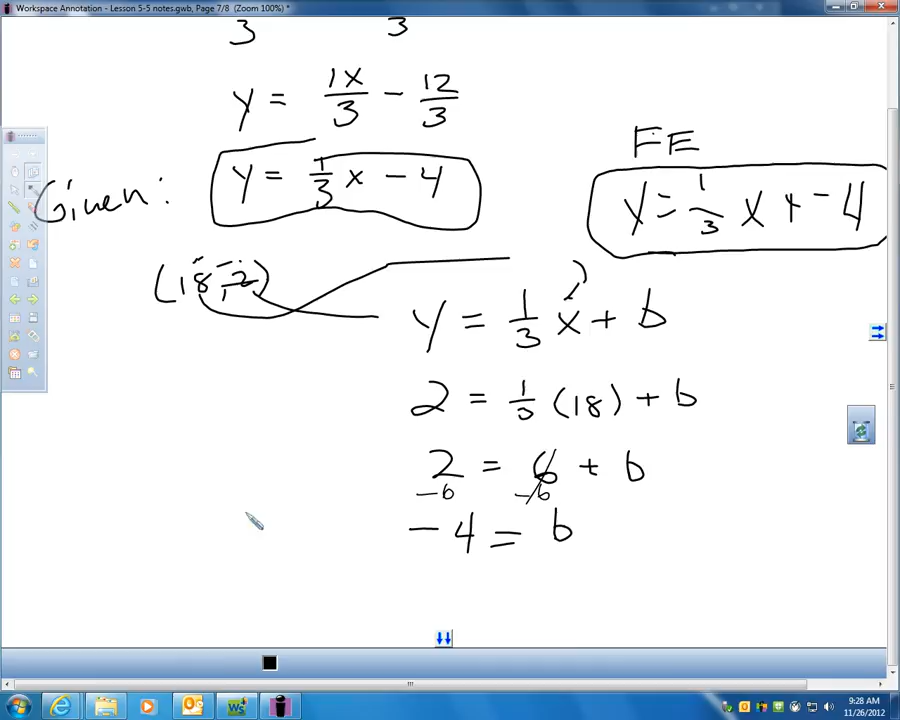 Workspace Annotation - Lesson 5-5 notes.gwb, Page 7/8 (Zoom 100%) *
3 3
y = 1x/3 - 12/3
Given: y = 1/3 x - 4
FE
y = 1/3 x + -4
(18, 2)
y = 1/3 x + b
2 = 1/3 (18) + b
2 = 6 + b
-6 -6
-4 = b
9:28 AM
11/26/2012